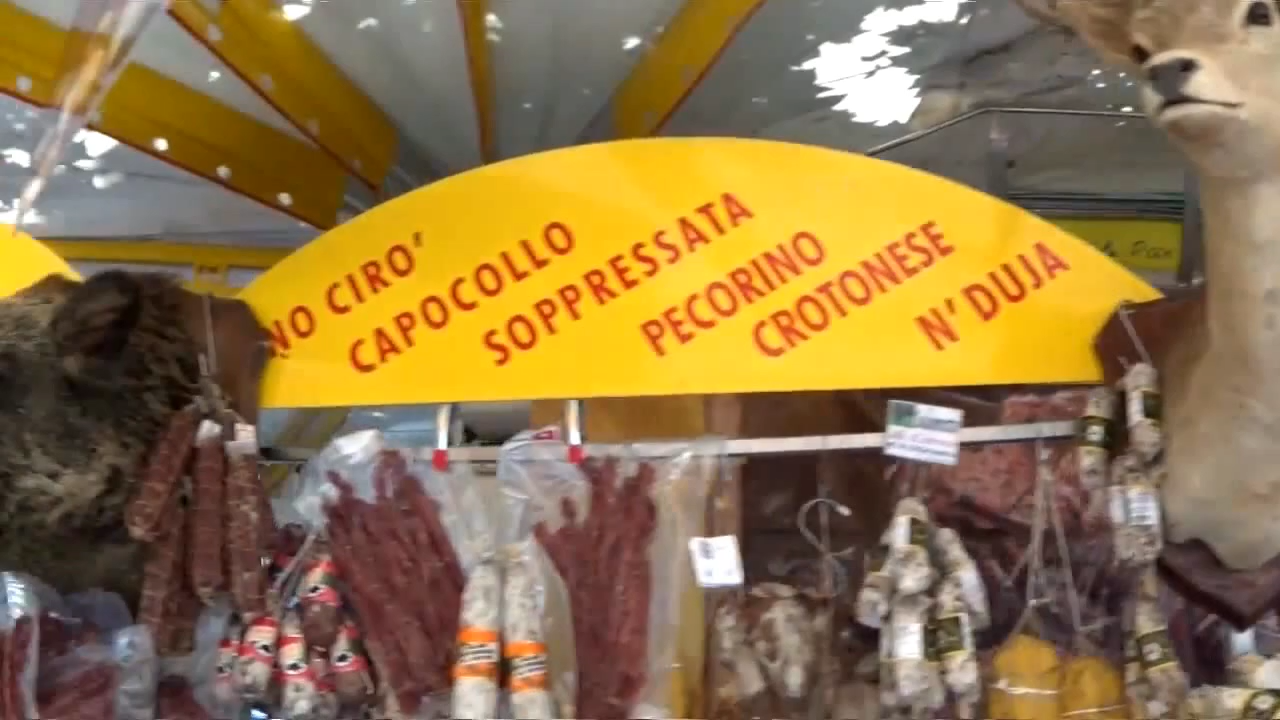 NO CIRO'
CAPOCOLLO
SOPPRESSATA
PECORINO
CROTONESE
N'DUJA